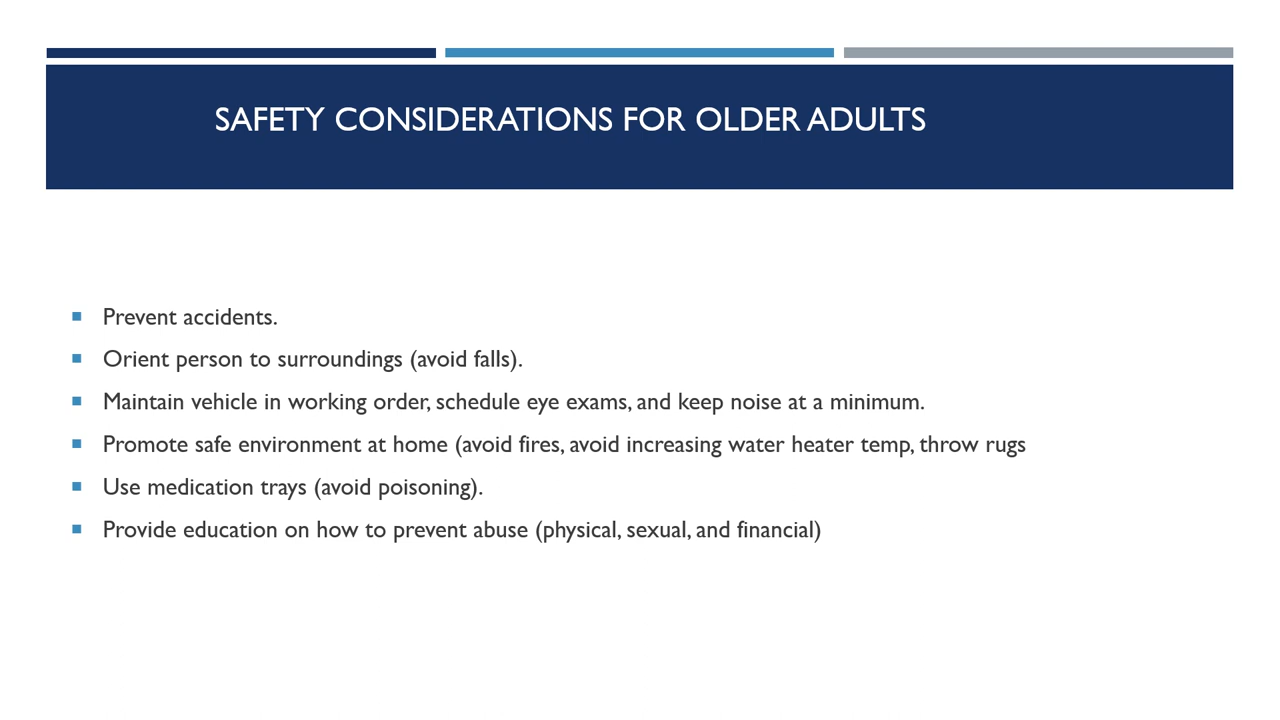 SAFETY CONSIDERATIONS FOR OLDER ADULTS
Prevent accidents.
Orient person to surroundings (avoid falls).
Maintain vehicle in working order, schedule eye exams, and keep noise at a minimum.
Promote safe environment at home (avoid fires, avoid increasing water heater temp, throw rugs
Use medication trays (avoid poisoning).
Provide education on how to prevent abuse (physical, sexual, and financial)